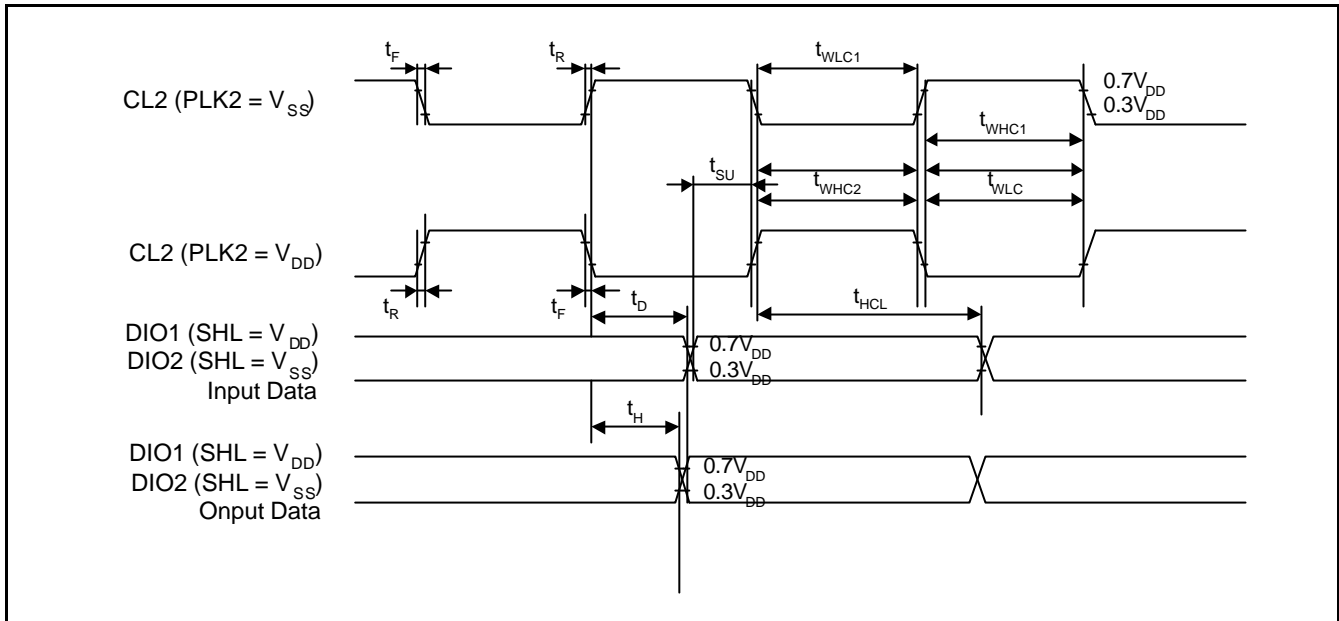 tF
tR
tWLC1
CL2 (PLK2 = VSS)
0.7VDD
0.3VDD
tWHC1
tSU
tWHC2
tWLC
CL2 (PLK2 = VDD)
tR
tF
tD
tHCL
DIO1 (SHL = VDD)
DIO2 (SHL = VSS)
Input Data
0.7VDD
0.3VDD
tH
DIO1 (SHL = VDD)
DIO2 (SHL = VSS)
Onput Data
0.7VDD
0.3VDD